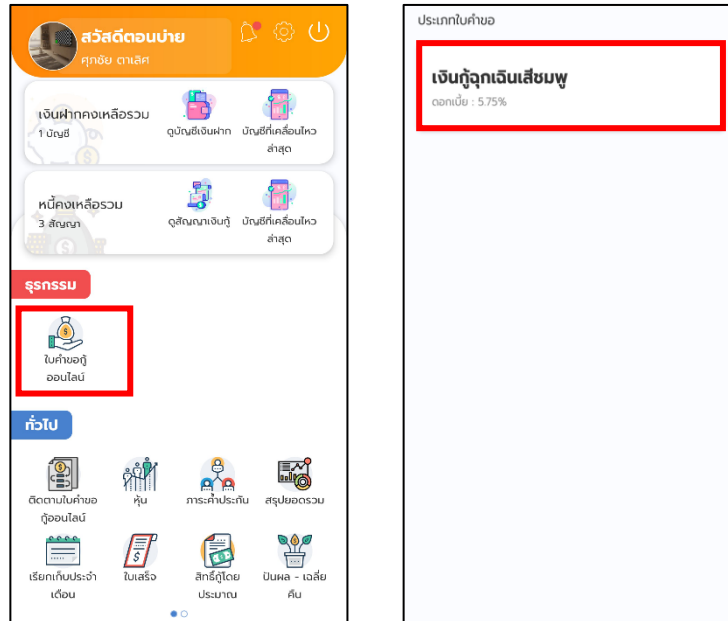 สวัสดีตอนบ่าย
ศุภชัย ตาเลิศ
เงินฝากคงเหลือรวม
1 บัญชี
ดูบัญชีเงินฝาก
บัญชีที่เคลื่อนไหว
ล่าสุด
หนี้คงเหลือรวม
3 สัญญา
ดูสัญญาเงินกู้
บัญชีที่เคลื่อนไหว
ล่าสุด
ธุรกรรม
ใบคำขอกู้
ออนไลน์
ทั่วไป
ติดตามใบคำขอ
กู้ออนไลน์
หุ้น
ภาระค้ำประกัน
สรุปยอดรวม
เรียกเก็บประจำ
เดือน
ใบเสร็จ
สิทธิ์กู้โดย
ประมาณ
ปันผล - เฉลี่ย
คืน
ประเภทใบคำขอ
เงินกู้ฉุกเฉินเสีชมพู
ดอกเบี้ย : 5.75%